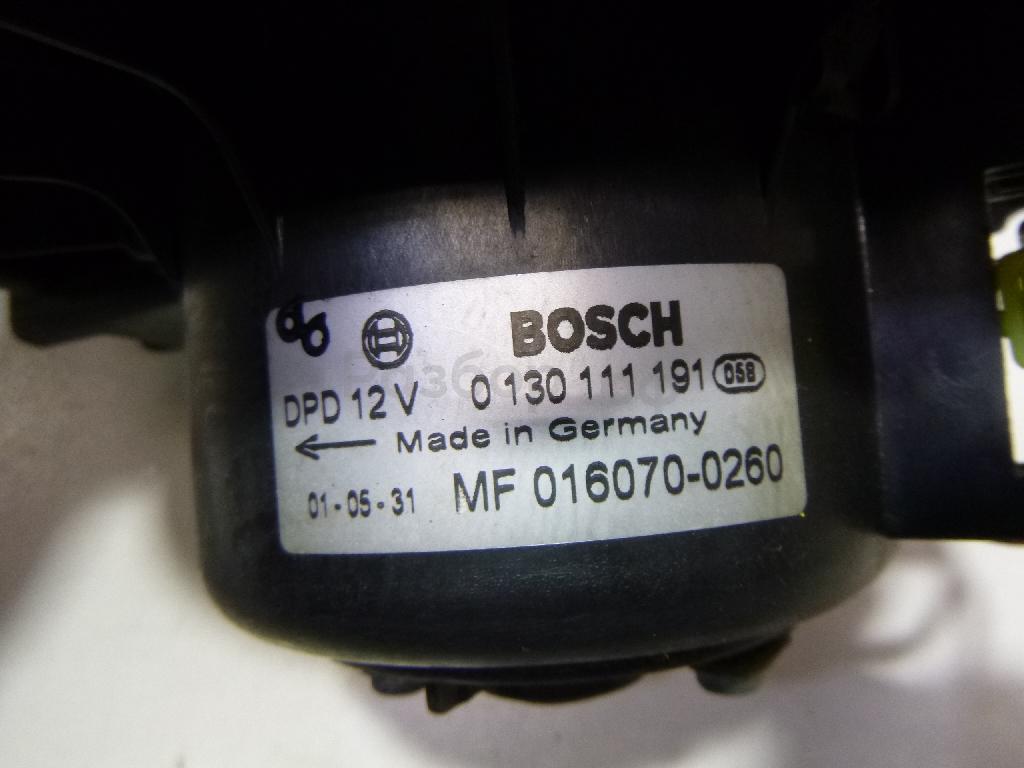 BOSCH
DPD 12 V 0 130 111 191 058
Made in Germany
01-05-31 MF 016070-0260